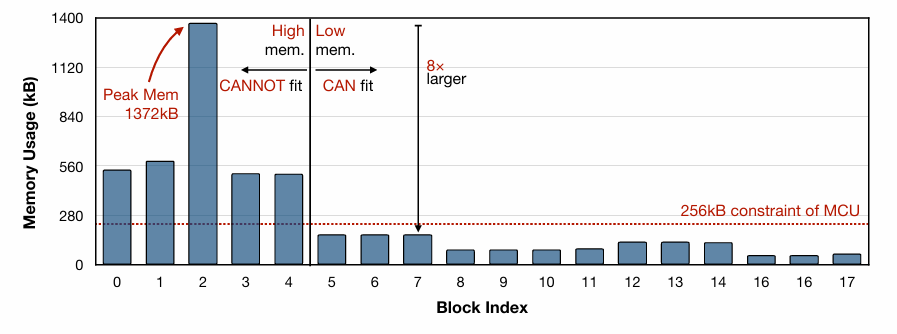 1400
1120
840
560
280
0
Memory Usage (kB)
Peak Mem
1372kB
High
mem.
CANNOT fit
Low
mem.
CAN fit
8×
larger
256kB constraint of MCU
0 1 2 3 4 5 6 7 8 9 10 11 12 13 14 16 16 17
Block Index